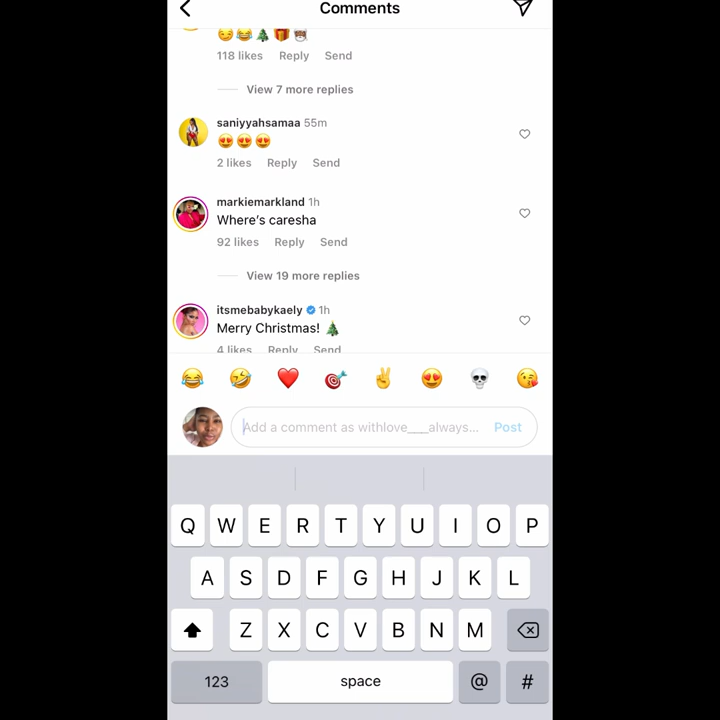 Comments
😏😂🎄🎁🎅🏾
118 likes Reply Send
View 7 more replies
saniyyahsamaa 55m
😍😍😍
2 likes Reply Send
markiemarkland 1h
Where's caresha
92 likes Reply Send
View 19 more replies
itsmebabykaely 1h
Merry Christmas! 🎄
4 likes Reply Send
😂 🤣 ❤️ 🎯 ✌️ 😍 💀 😘
Add a comment as withlove___always... Post
Q W E R T Y U I O P
A S D F G H J K L
Z X C V B N M
123 space @ #